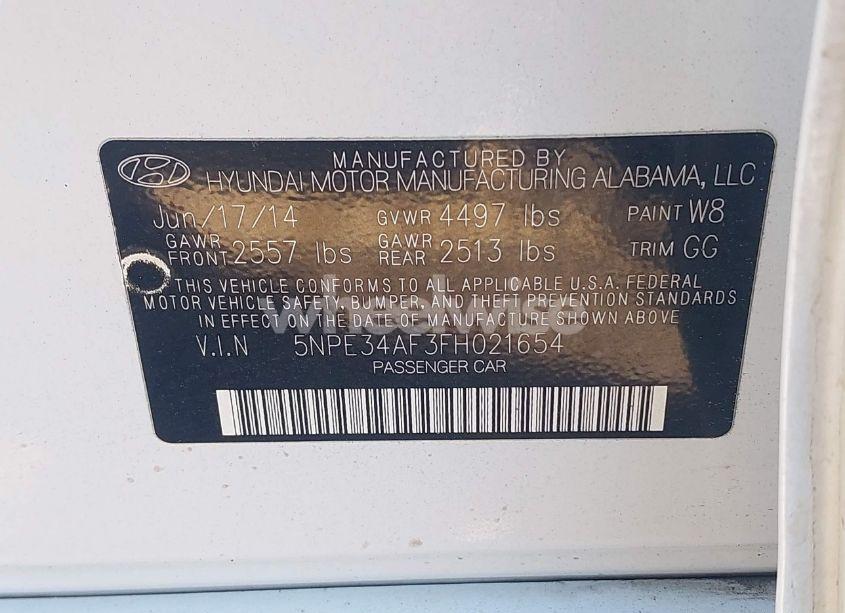 MANUFACTURED BY
HYUNDAI MOTOR MANUFACTURING ALABAMA, LLC
Jun/17/14 GVWR 4497 lbs PAINT W8
GAWR FRONT 2557 lbs GAWR REAR 2513 lbs TRIM GG
THIS VEHICLE CONFORMS TO ALL APPLICABLE U.S.A. FEDERAL
MOTOR VEHICLE SAFETY, BUMPER, AND THEFT PREVENTION STANDARDS
IN EFFECT ON THE DATE OF MANUFACTURE SHOWN ABOVE.
V.I.N 5NPE34AF3FH021654
PASSENGER CAR